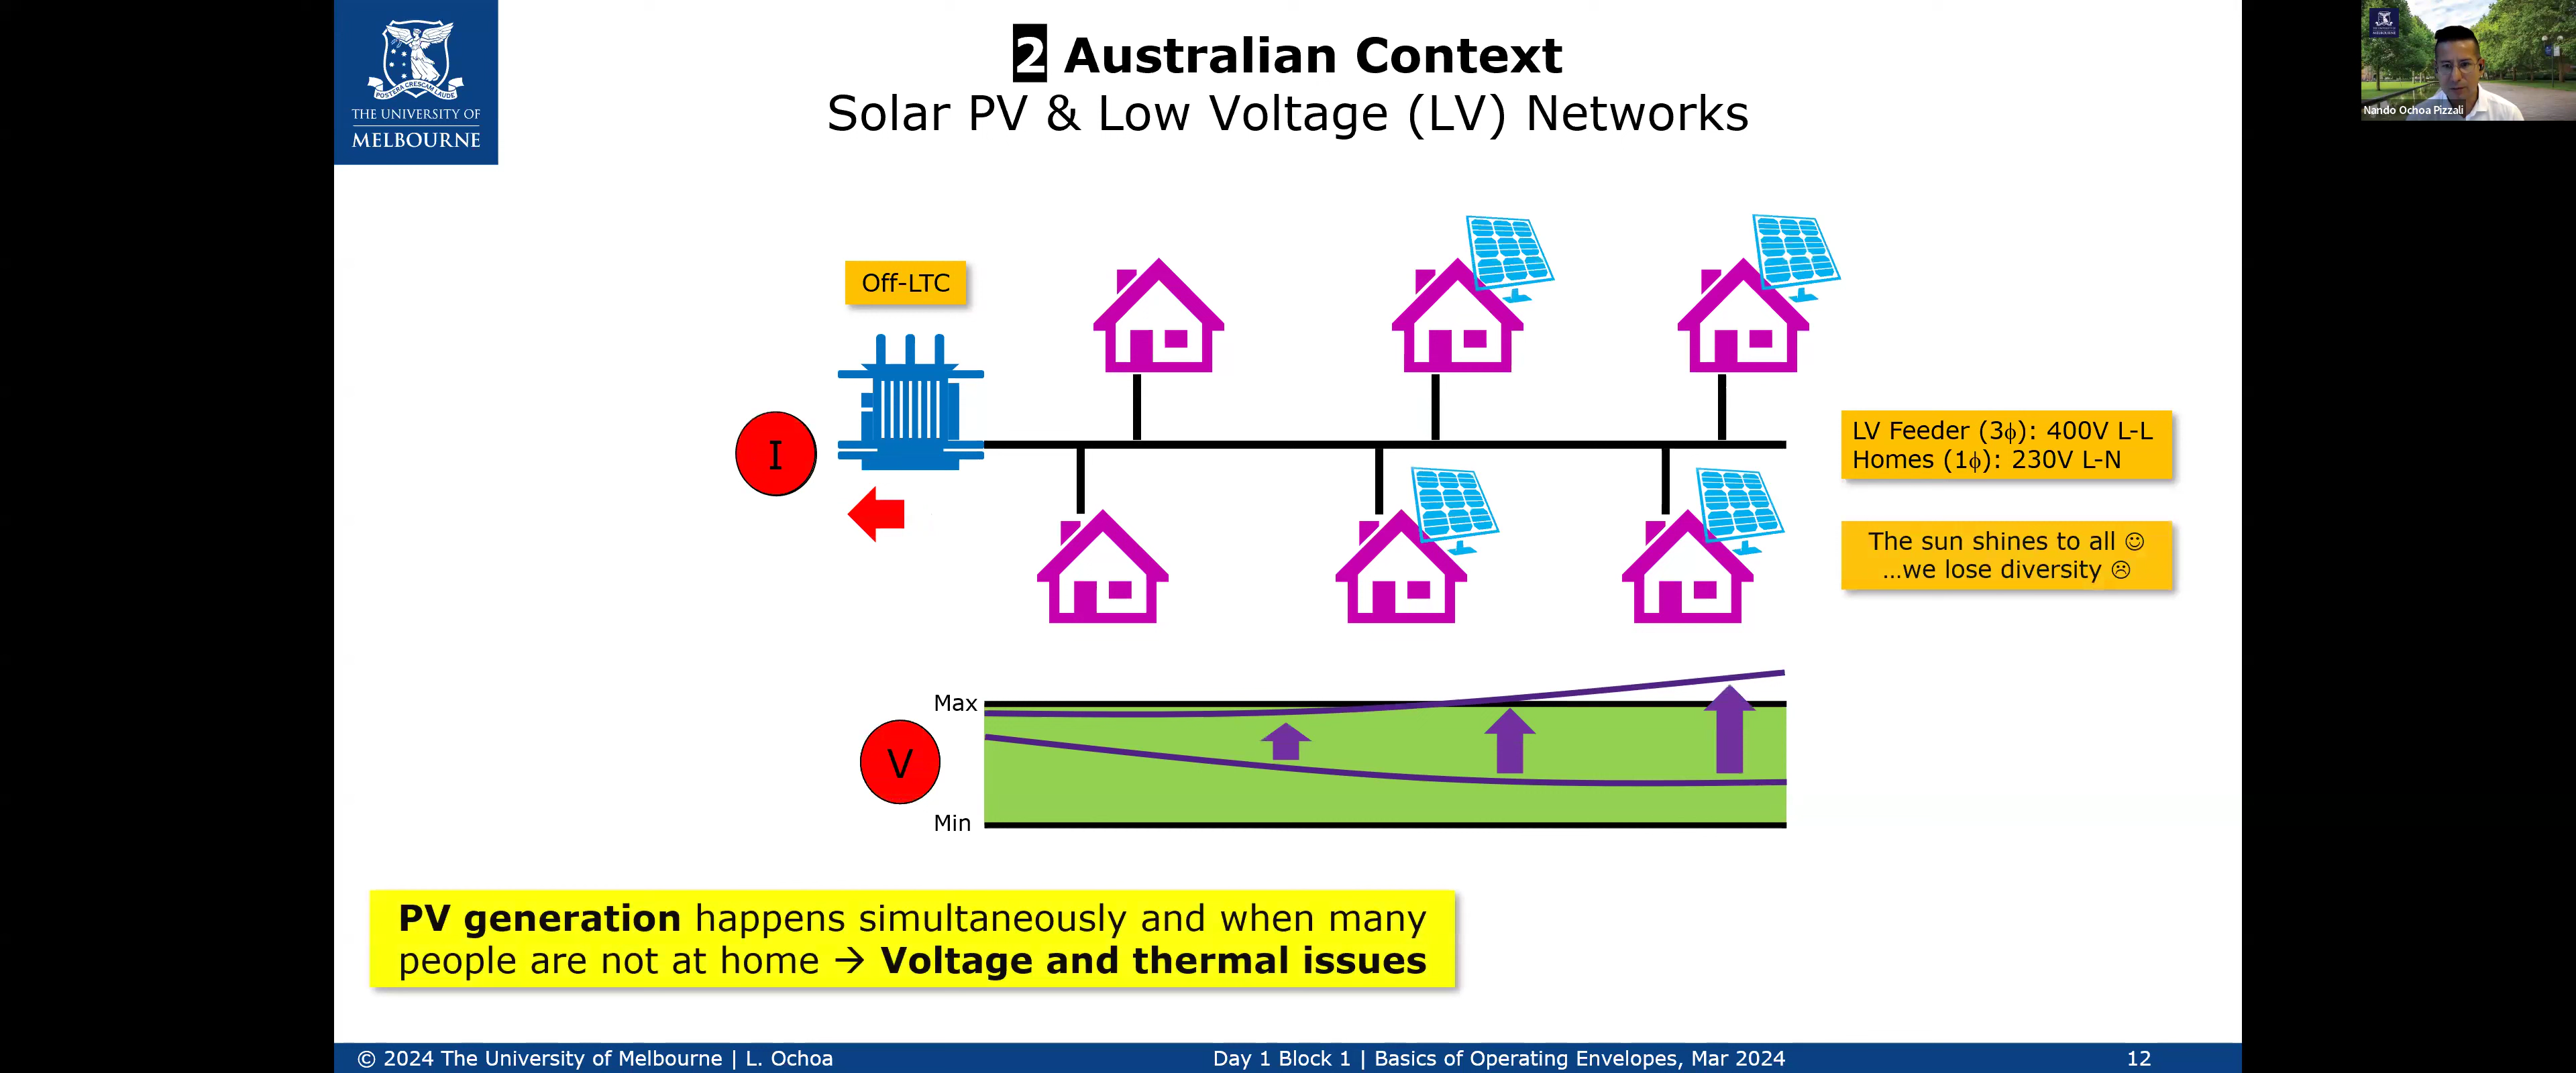 2 Australian Context
Solar PV & Low Voltage (LV) Networks
POSTERA CRESCAM LAUDE
THE UNIVERSITY OF
MELBOURNE
Nando Ochoa Pizzali
Off-LTC
I
LV Feeder (3ϕ): 400V L-L
Homes (1ϕ): 230V L-N
The sun shines to all ☺
...we lose diversity ☹
Max
V
Min
PV generation happens simultaneously and when many
people are not at home → Voltage and thermal issues
© 2024 The University of Melbourne | L. Ochoa
Day 1 Block 1 | Basics of Operating Envelopes, Mar 2024
12